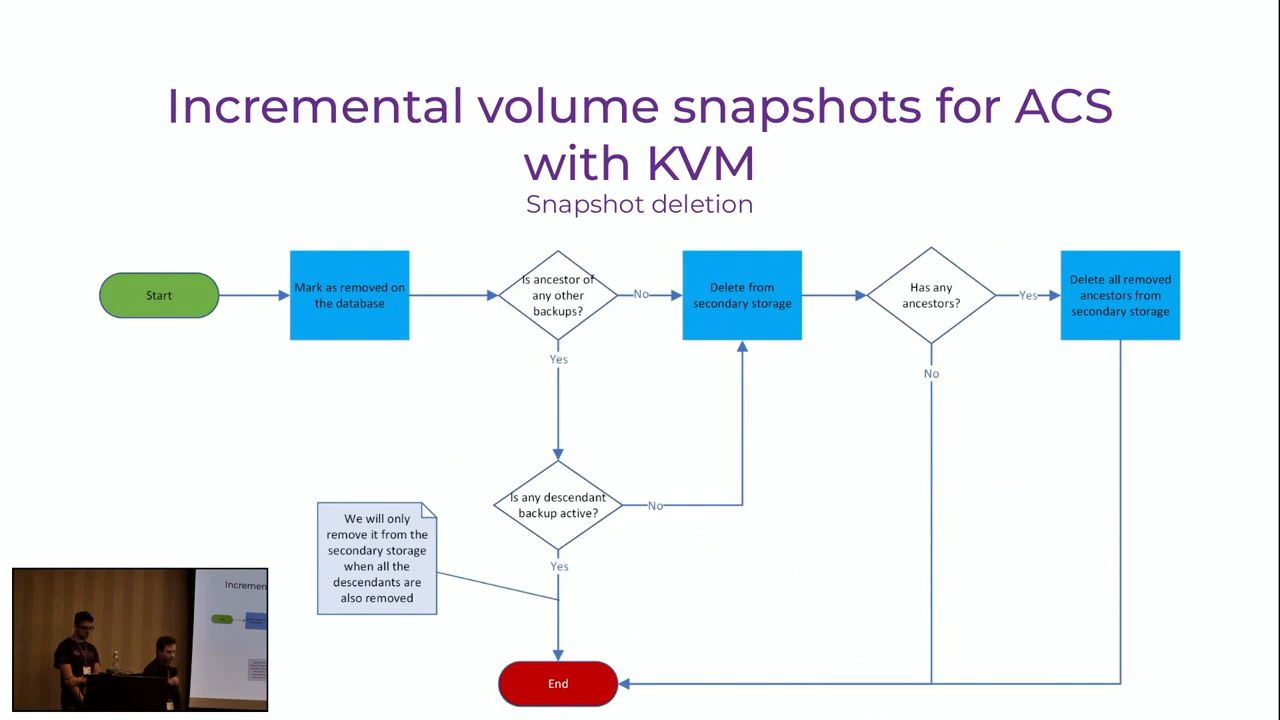 Incremental volume snapshots for ACS
with KVM
Snapshot deletion
Start
Mark as removed on
the database
Is ancestor of
any other
backups?
No
Delete from
secondary storage
Has any
ancestors?
Yes
Delete all removed
ancestors from
secondary storage
Yes
No
Is any descendant
backup active?
No
We will only
remove it from the
secondary storage
when all the
descendants are
also removed
Yes
End
Incremen